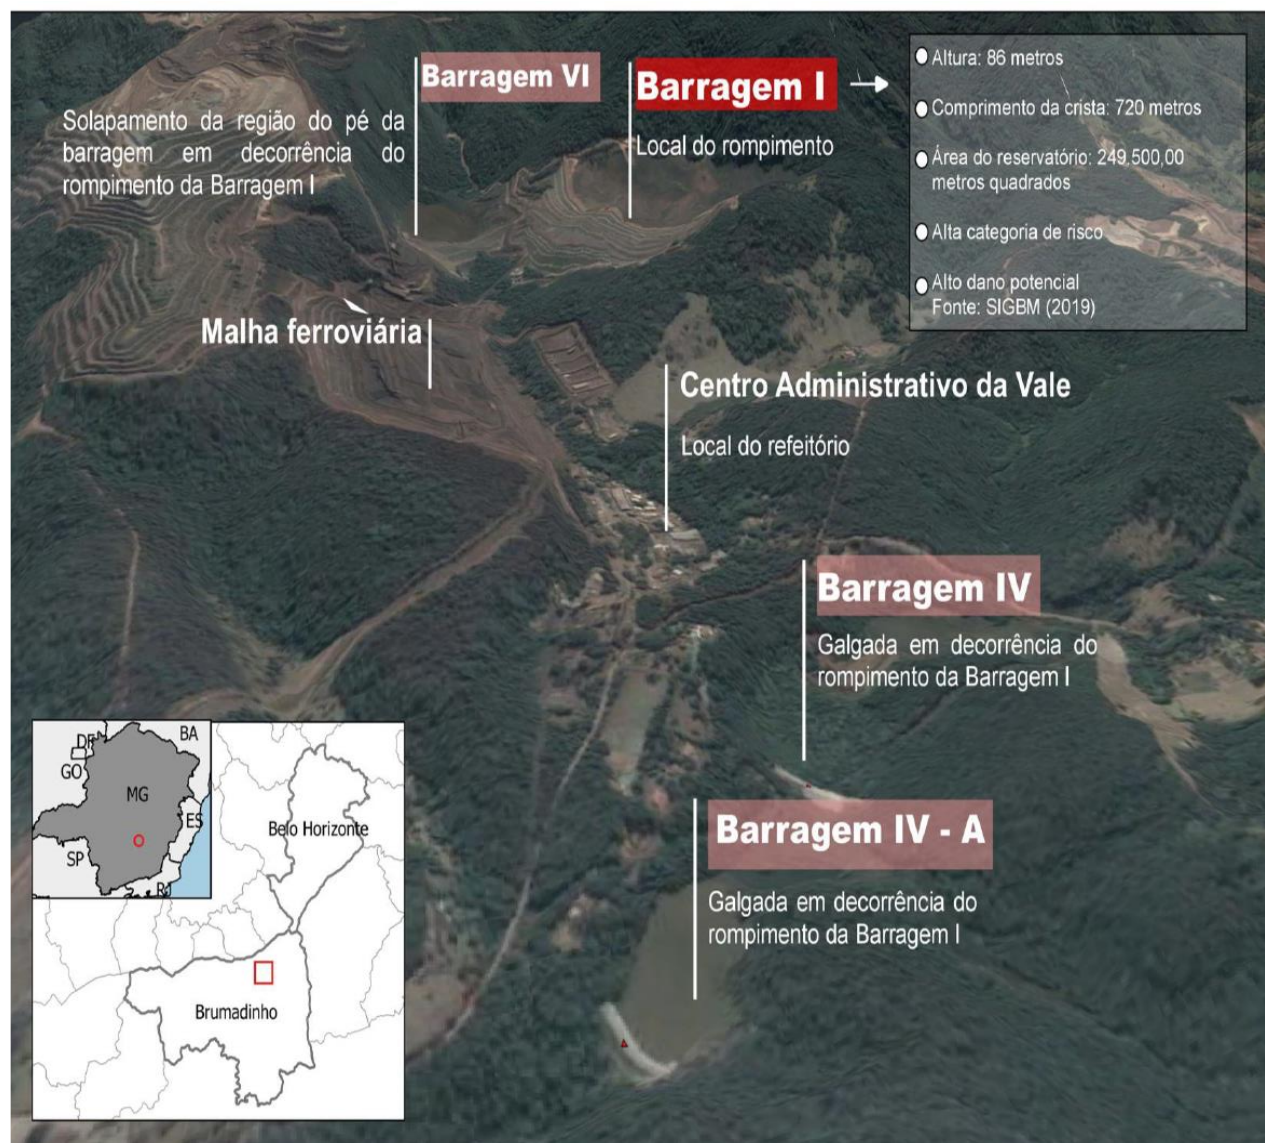 Barragem VI
Solapamento da região do pé da
barragem em decorrência do
rompimento da Barragem I
Barragem I
Local do rompimento
Altura: 86 metros
Comprimento da crista: 720 metros
Área do reservatório: 249.500,00
metros quadrados
Alta categoria de risco
Alto dano potencial
Fonte: SIGBM (2019)
Malha ferroviária
Centro Administrativo da Vale
Local do refeitório
Barragem IV
Galgada em decorrência do
rompimento da Barragem I
Barragem IV - A
Galgada em decorrência do
rompimento da Barragem I
DF
BA
GO
MG
ES
SP
Belo Horizonte
Brumadinho